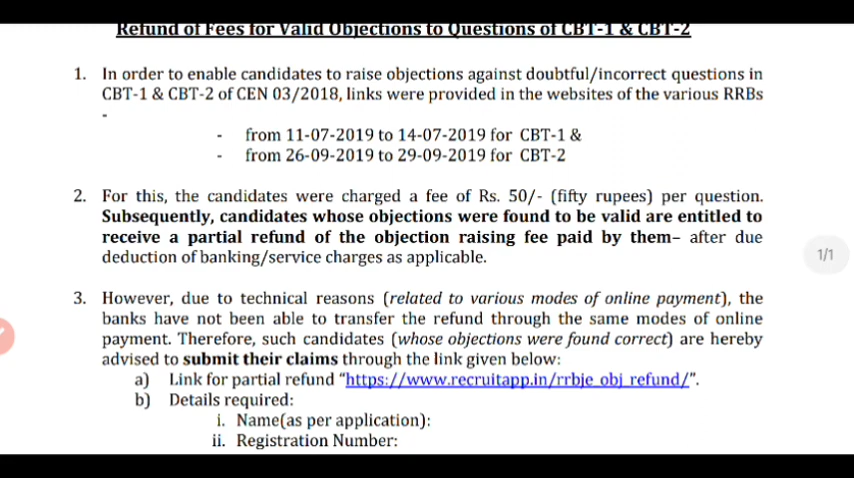 Refund of Fees for Valid Objections to Questions of CBT-1 & CBT-2
1. In order to enable candidates to raise objections against doubtful/incorrect questions in
CBT-1 & CBT-2 of CEN 03/2018, links were provided in the websites of the various RRBs
-
- from 11-07-2019 to 14-07-2019 for CBT-1 &
- from 26-09-2019 to 29-09-2019 for CBT-2
2. For this, the candidates were charged a fee of Rs. 50/- (fifty rupees) per question.
Subsequently, candidates whose objections were found to be valid are entitled to
receive a partial refund of the objection raising fee paid by them– after due
deduction of banking/service charges as applicable.
1/1
3. However, due to technical reasons (related to various modes of online payment), the
banks have not been able to transfer the refund through the same modes of online
payment. Therefore, such candidates (whose objections were found correct) are hereby
advised to submit their claims through the link given below:
a) Link for partial refund “https://www.recruitapp.in/rrbje_obj_refund/”.
b) Details required:
i. Name(as per application):
ii. Registration Number: